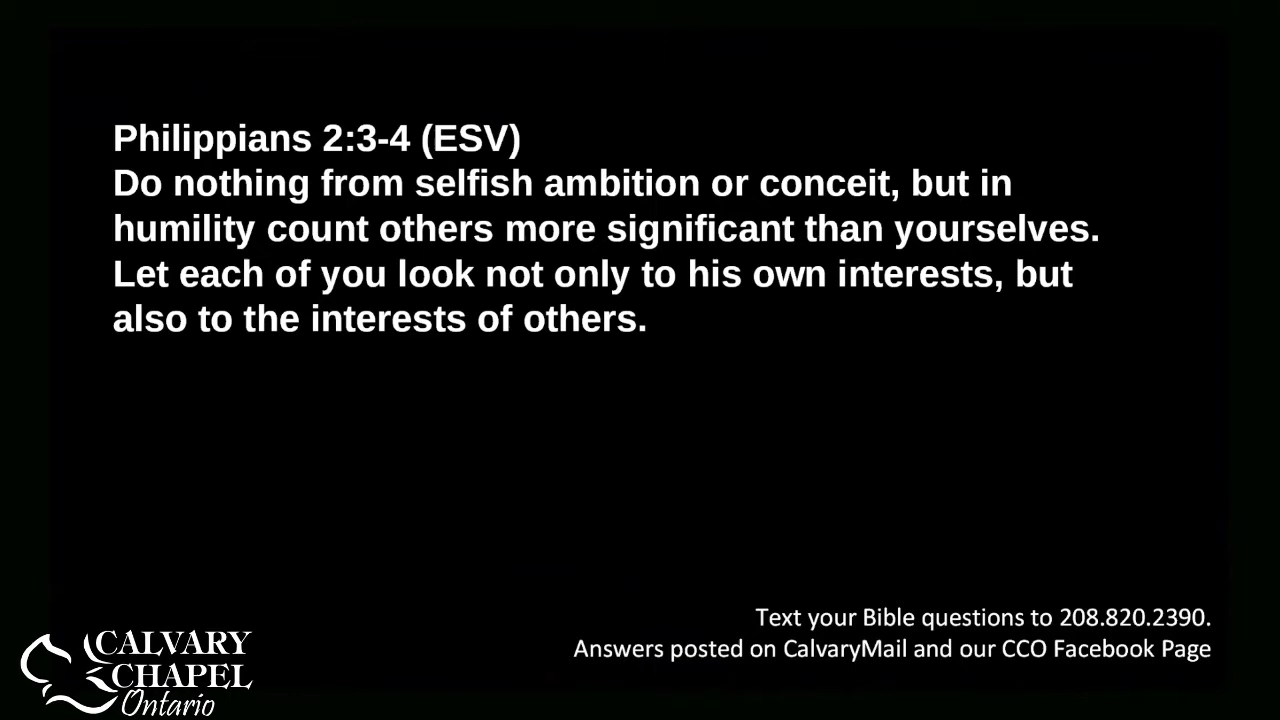 Philippians 2:3-4 (ESV)
Do nothing from selfish ambition or conceit, but in
humility count others more significant than yourselves.
Let each of you look not only to his own interests, but
also to the interests of others.
Text your Bible questions to 208.820.2390.
Answers posted on CalvaryMail and our CCO Facebook Page
CALVARY
CHAPEL
Ontario